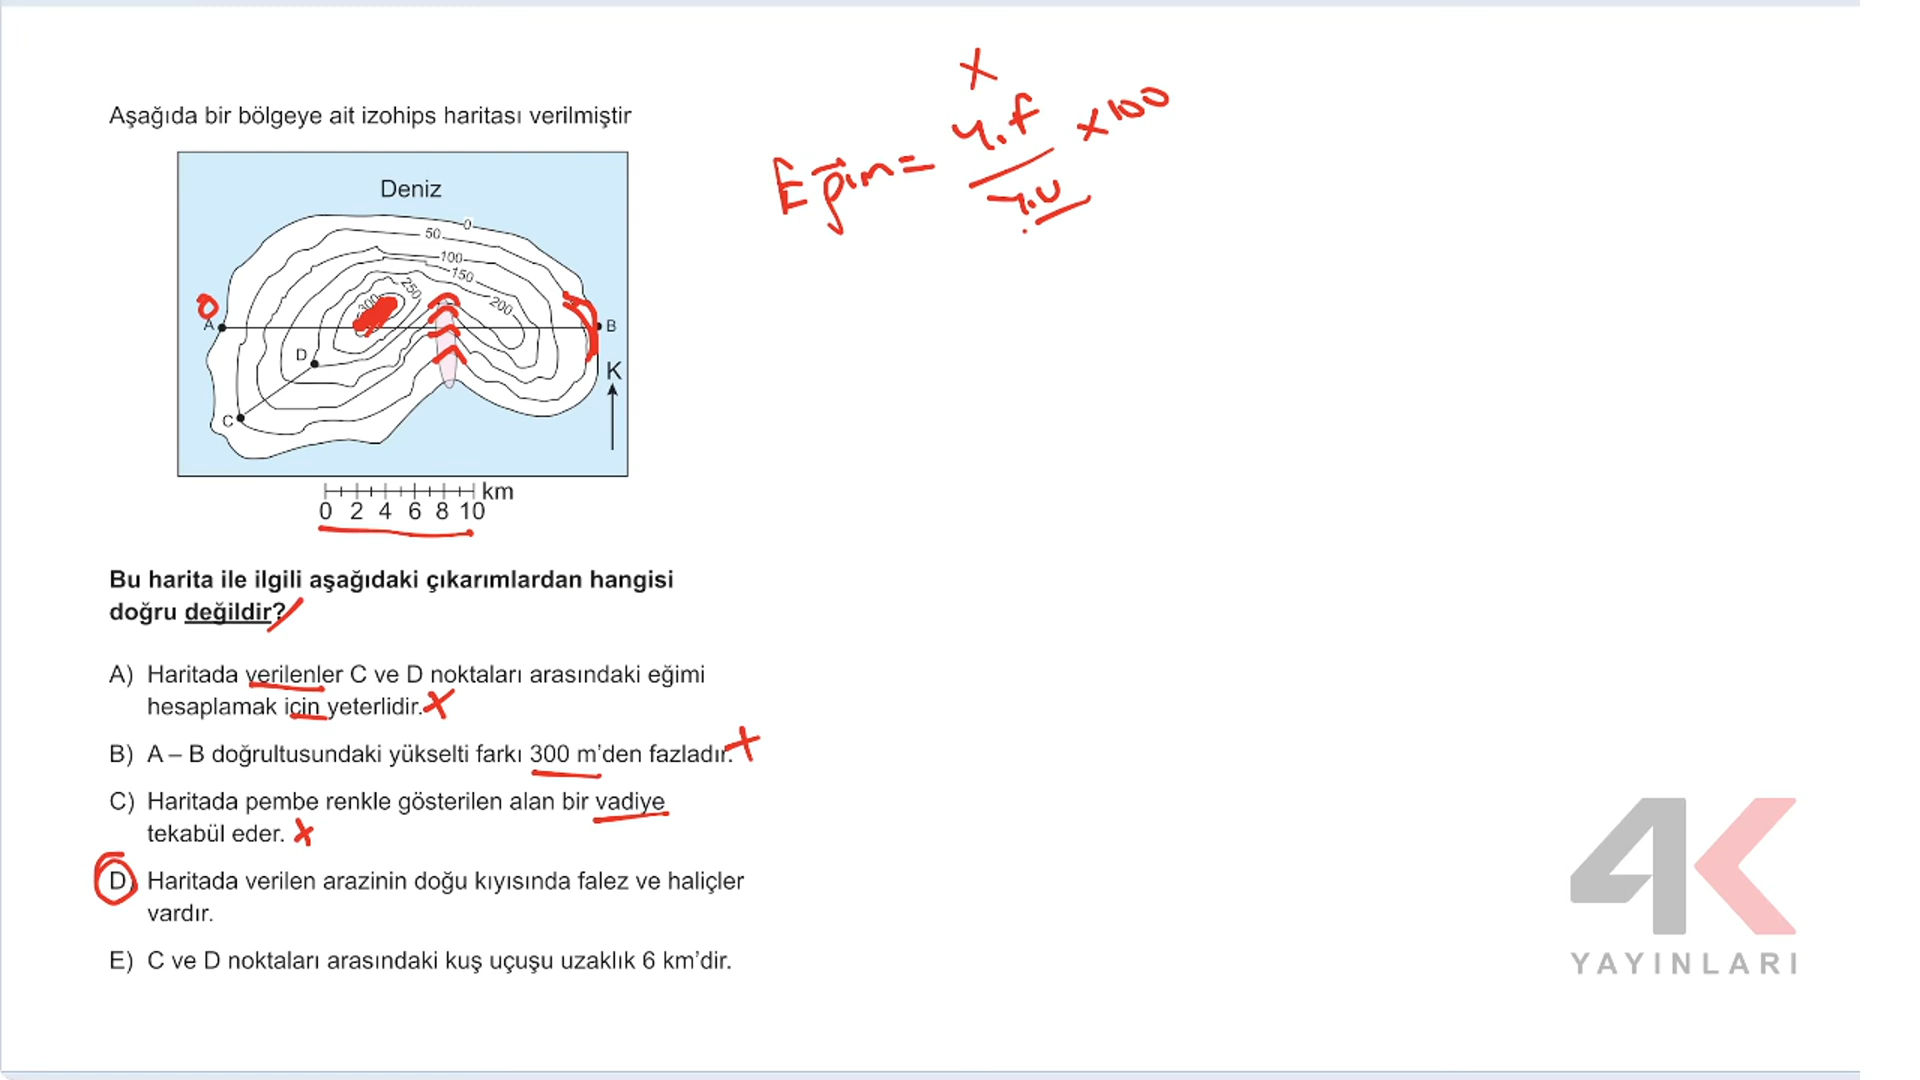 Aşağıda bir bölgeye ait izohips haritası verilmiştir
Deniz
0
50
100
150
250
200
300
A
B
D
C
K
km
0 2 4 6 8 10
x
Eğim = y.f x100
y.u
Bu harita ile ilgili aşağıdaki çıkarımlardan hangisi
doğru değildir?
A) Haritada verilenler C ve D noktaları arasındaki eğimi
hesaplamak için yeterlidir.
B) A – B doğrultusundaki yükselti farkı 300 m’den fazladır.
C) Haritada pembe renkle gösterilen alan bir vadiye
tekabül eder.
D) Haritada verilen arazinin doğu kıyısında falez ve haliçler
vardır.
E) C ve D noktaları arasındaki kuş uçuşu uzaklık 6 km’dir.
4K
YAYINLARI